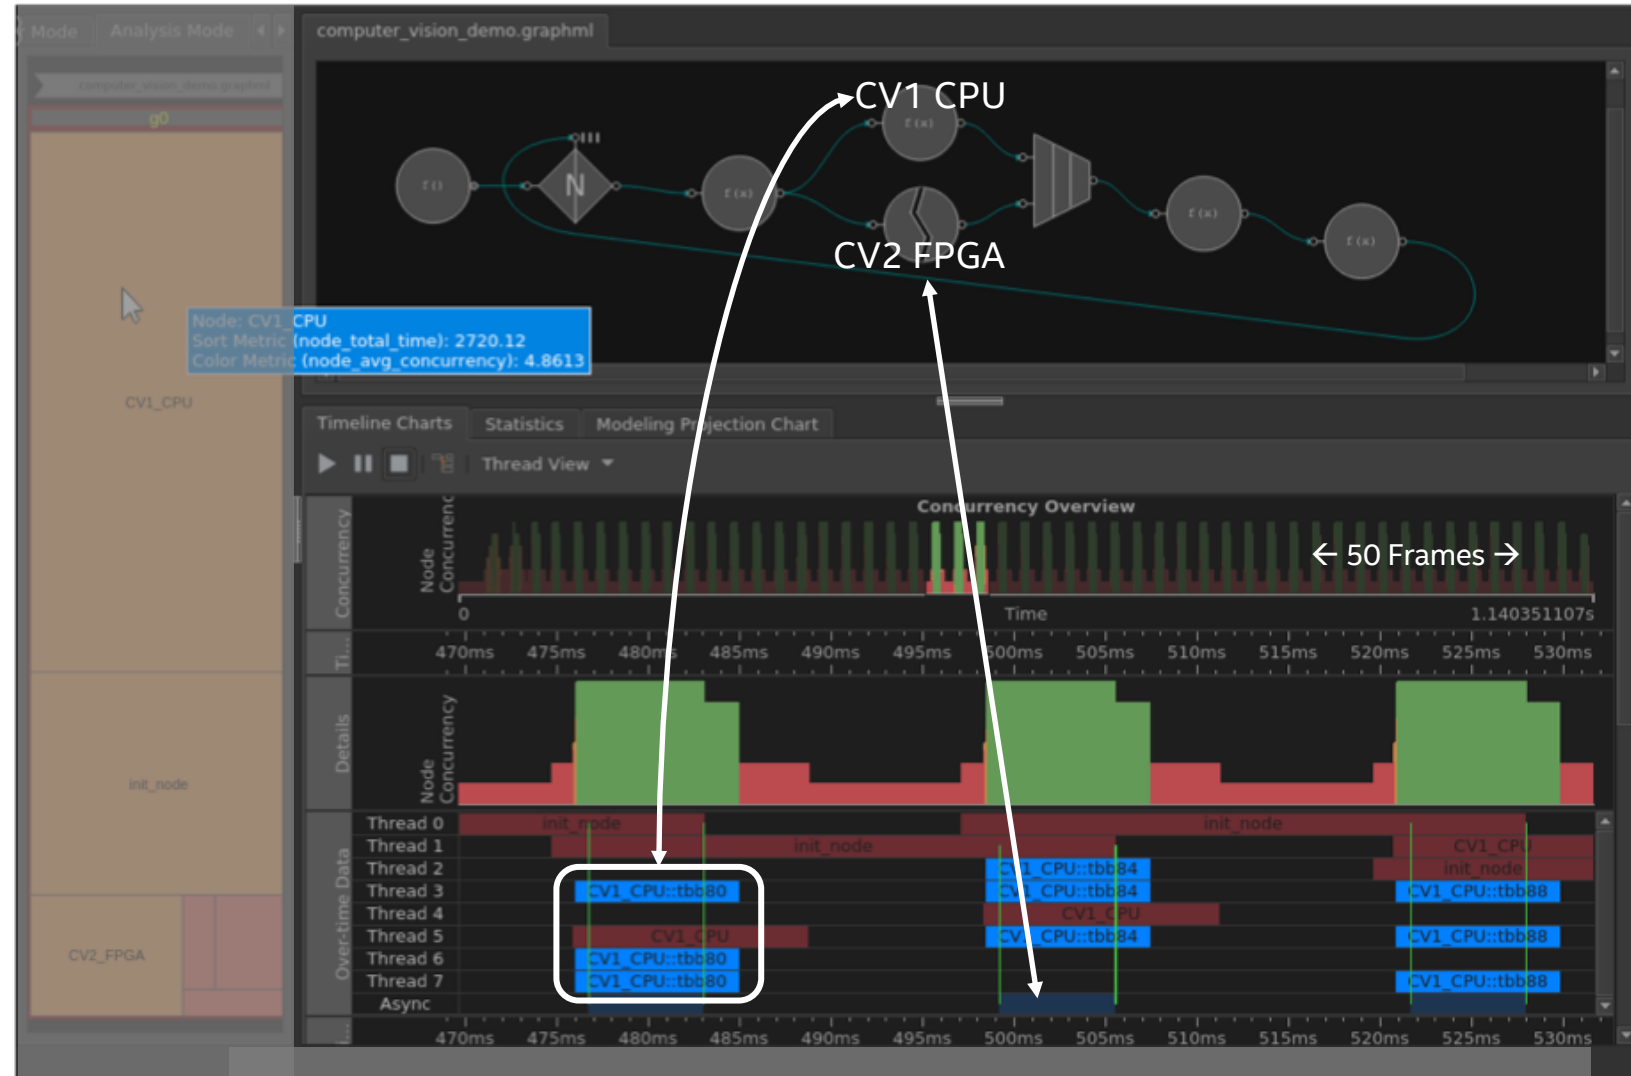 Mode
Analysis Mode
computer_vision_demo.graphml
g0
CV1_CPU
init_node
CV2_FPGA
Node: CV1_CPU
Sort Metric (node_total_time): 2720.12
Color Metric (node_avg_concurrency): 4.8613
computer_vision_demo.graphml
f()
N
f(x)
CV1 CPU
f(x)
CV2 FPGA
f(x)
f(x)
Timeline Charts
Statistics
Modeling Projection Chart
Thread View
Concurrency
Node
Concurrenc
Concurrency Overview
← 50 Frames →
0
Time
1.140351107s
Ti...
470ms 475ms 480ms 485ms 490ms 495ms 500ms 505ms 510ms 515ms 520ms 525ms 530ms
Details
Node
Concurrency
Over-time Data
Thread 0 init_node init_node
Thread 1 init_node CV1_CPU
Thread 2 CV1_CPU::tbb84 init_node
Thread 3 CV1_CPU::tbb80 CV1_CPU::tbb84 CV1_CPU::tbb88
Thread 4 CV1_CPU
Thread 5 CV1_CPU CV1_CPU::tbb84 CV1_CPU::tbb88
Thread 6 CV1_CPU::tbb80
Thread 7 CV1_CPU::tbb80 CV1_CPU::tbb88
Async
470ms 475ms 480ms 485ms 490ms 495ms 500ms 505ms 510ms 515ms 520ms 525ms 530ms